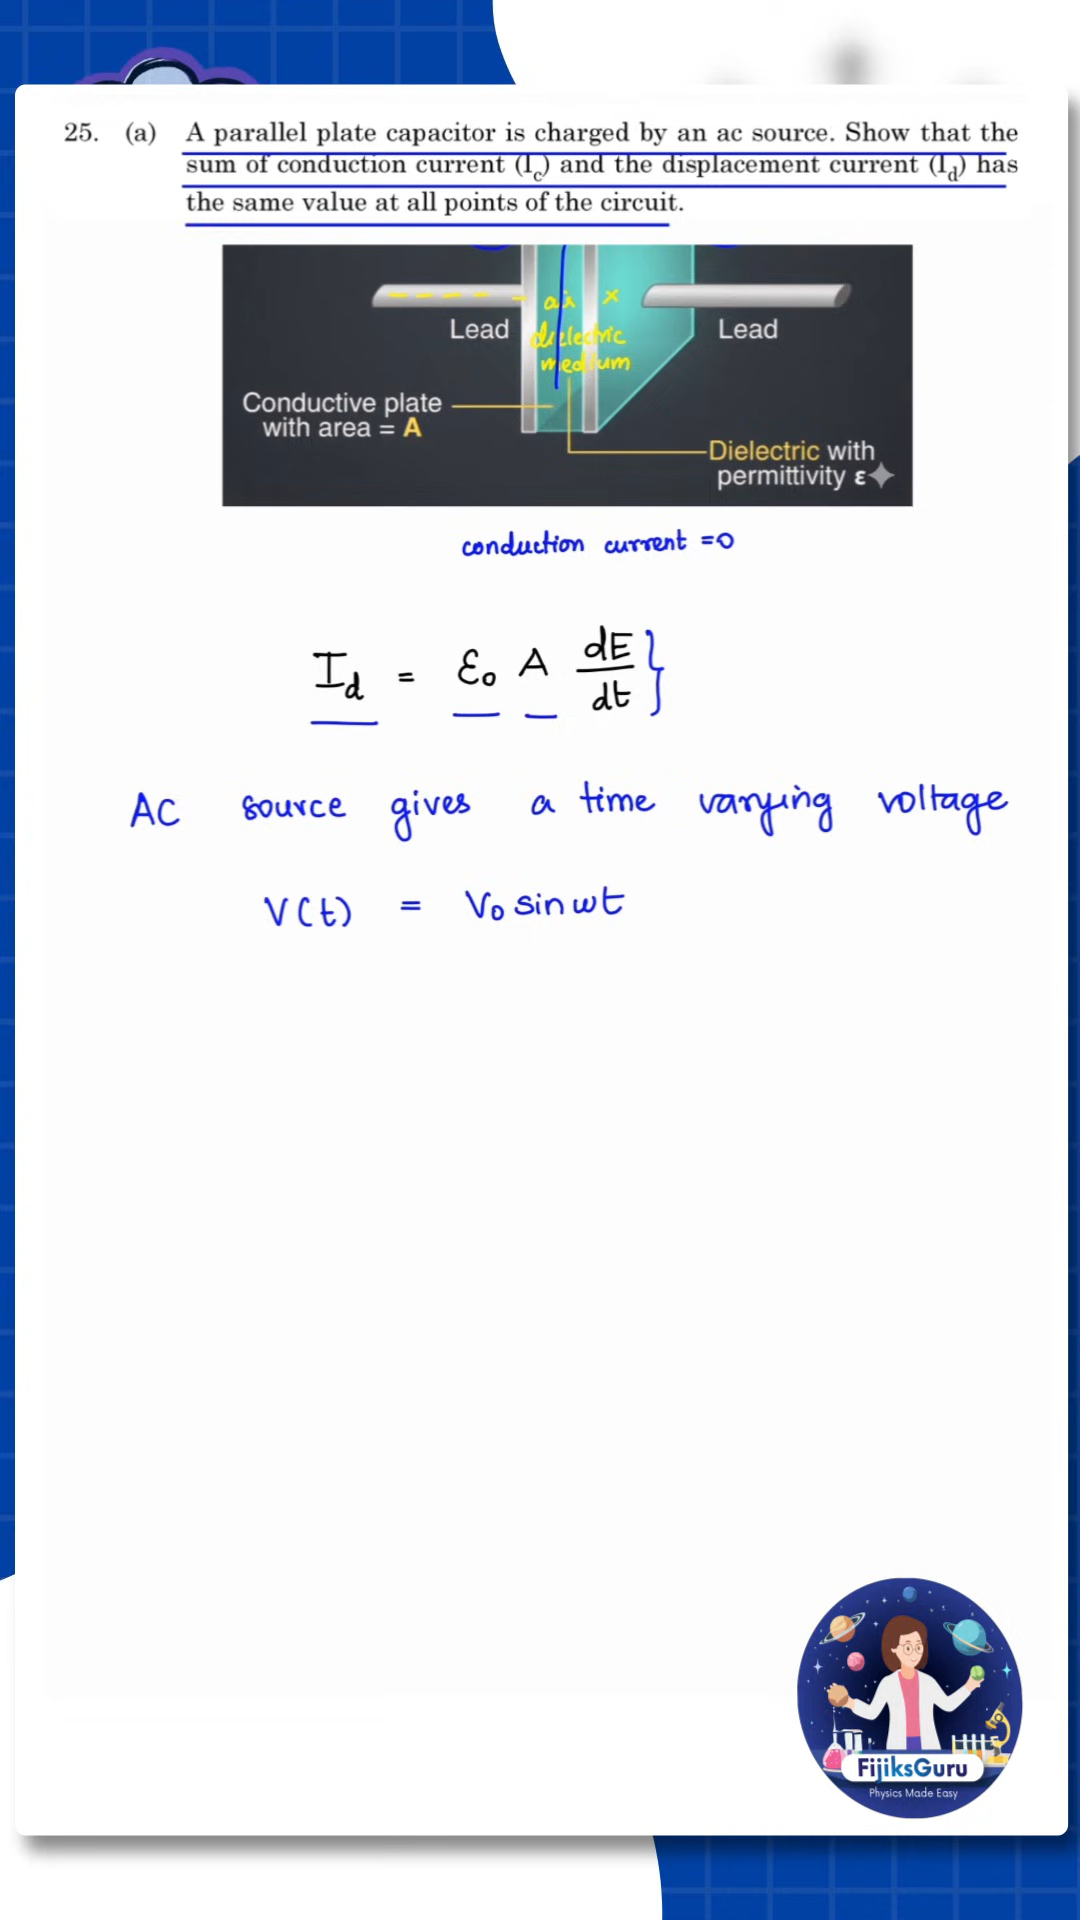 25. (a) A parallel plate capacitor is charged by an ac source. Show that the
sum of conduction current (I_c) and the displacement current (I_d) has
the same value at all points of the circuit.
air x
Lead
dielectric
Lead
medium
Conductive plate
with area = A
Dielectric with
permittivity ε
conduction current = 0
I_d = ε₀ A dE/dt }
AC source gives a time varying voltage
V(t) = V₀ sin ωt
FijiksGuru
Physics Made Easy